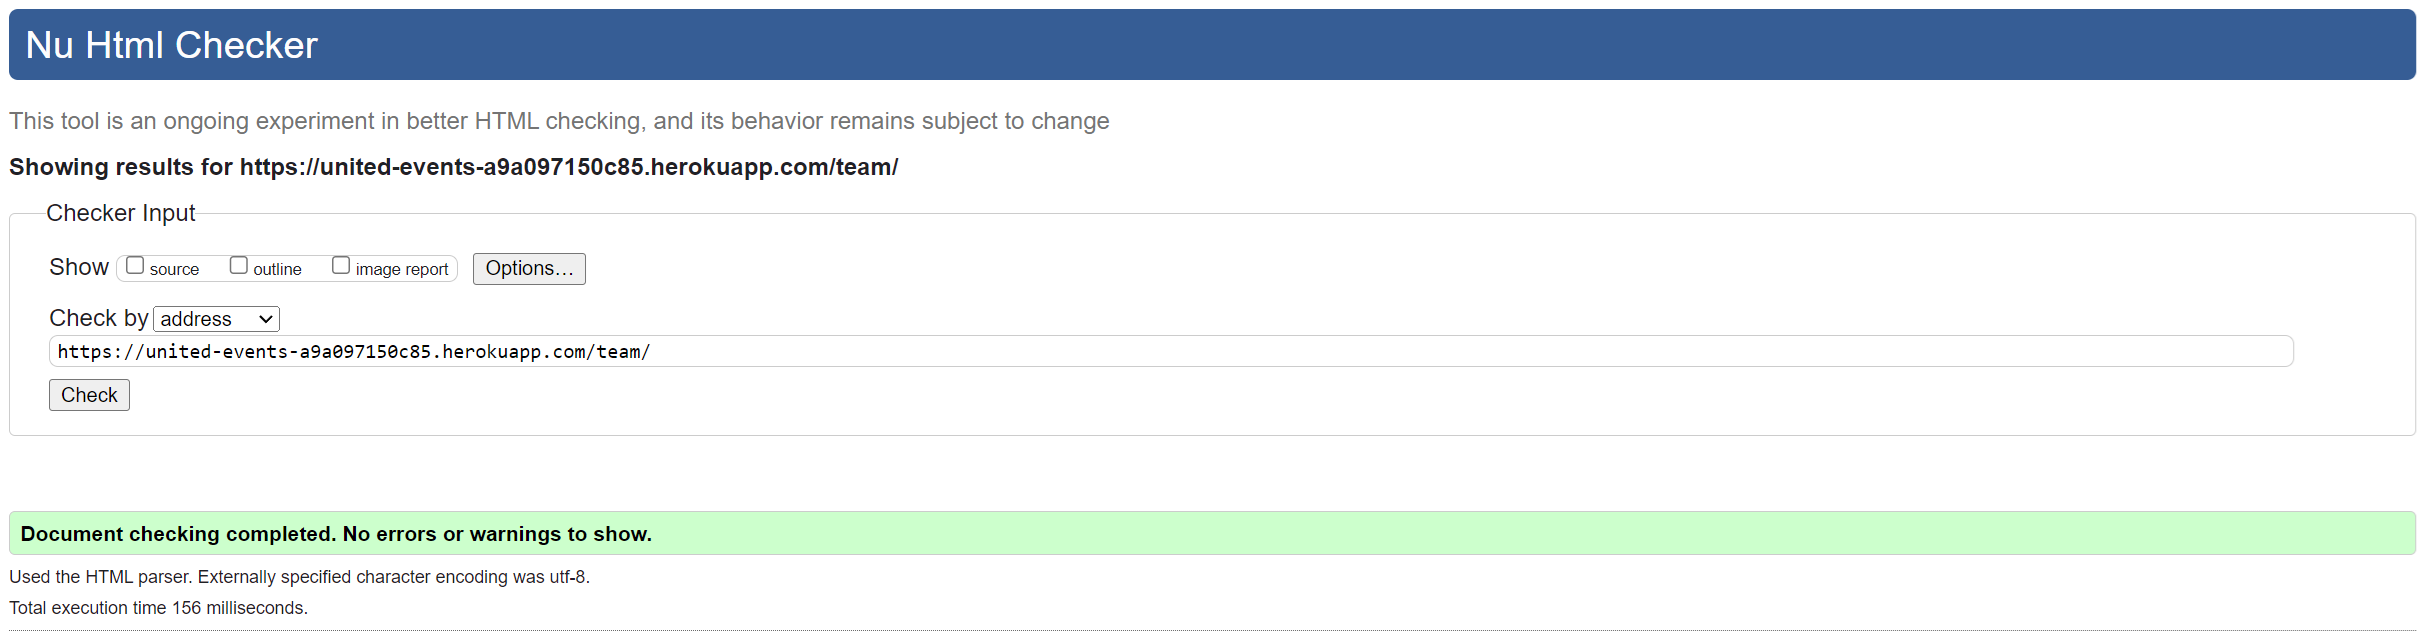 Nu Html Checker
This tool is an ongoing experiment in better HTML checking, and its behavior remains subject to change
Showing results for https://united-events-a9a097150c85.herokuapp.com/team/
Checker Input
Show source outline image report Options...
Check by address
https://united-events-a9a097150c85.herokuapp.com/team/
Check
Document checking completed. No errors or warnings to show.
Used the HTML parser. Externally specified character encoding was utf-8.
Total execution time 156 milliseconds.